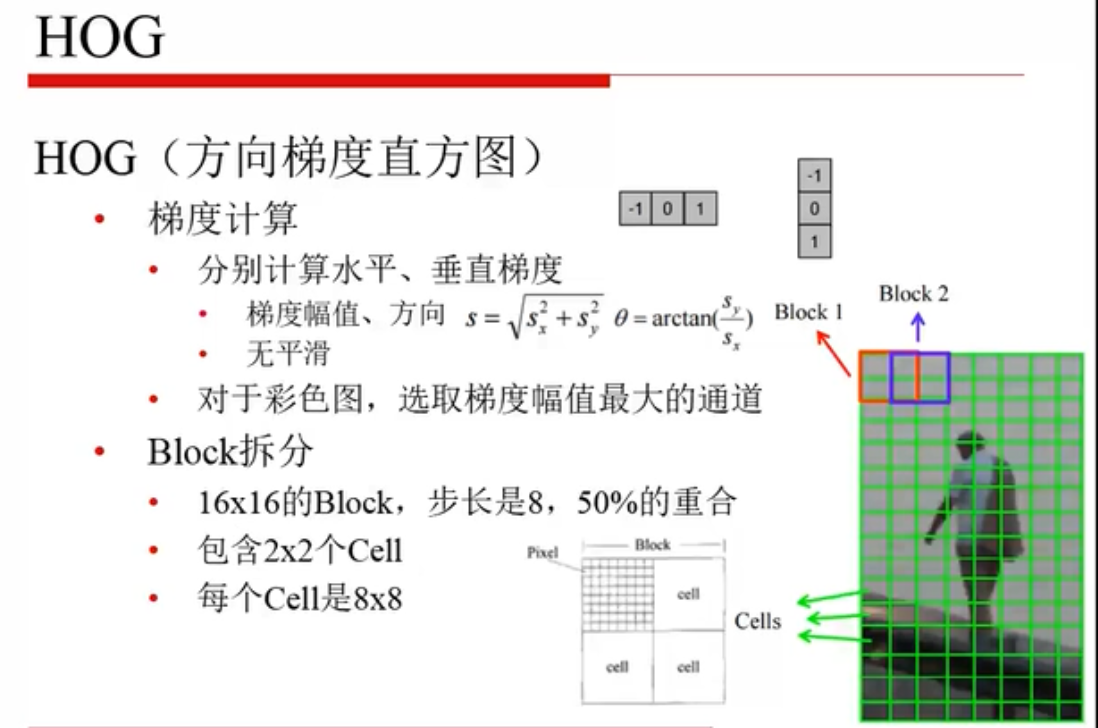 HOG
HOG（方向梯度直方图）
• 梯度计算
-1 0 1
-1
0
1
• 分别计算水平、垂直梯度
• 梯度幅值、方向 s = √(s_x^2 + s_y^2) θ = arctan(s_y/s_x)
• 无平滑
• 对于彩色图，选取梯度幅值最大的通道
Block 1
Block 2
• Block拆分
• 16x16的Block，步长是8，50%的重合
• 包含2x2个Cell
• 每个Cell是8x8
Pixel
Block
cell
cell
cell
Cells